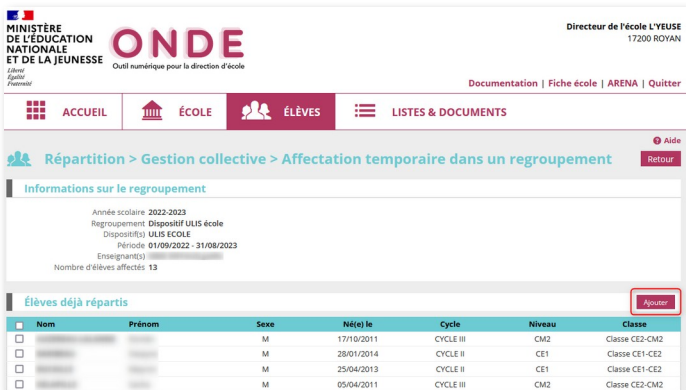 MINISTÈRE
DE L'ÉDUCATION
NATIONALE
ET DE LA JEUNESSE
Liberté
Égalité
Fraternité
ONDE
Outil numérique pour la direction d'école
Directeur de l'école L'YEUSE
17200 ROYAN
Documentation | Fiche école | ARENA | Quitter
ACCUEIL ÉCOLE ÉLÈVES LISTES & DOCUMENTS
Aide
Répartition > Gestion collective > Affectation temporaire dans un regroupement Retour
Informations sur le regroupement
Année scolaire 2022-2023
Regroupement Dispositif ULIS école
Dispositif(s) ULIS ECOLE
Période 01/09/2022 - 31/08/2023
Enseignant(s)
Nombre d'élèves affectés 13
Élèves déjà répartis Ajouter
Nom Prénom Sexe Né(e) le Cycle Niveau Classe
M 17/10/2011 CYCLE III CM2 Classe CE2-CM2
M 28/01/2014 CYCLE II CE1 Classe CE1-CE2
M 25/04/2013 CYCLE II CE1 Classe CE1-CE2
M 05/04/2011 CYCLE III CM2 Classe CE2-CM2